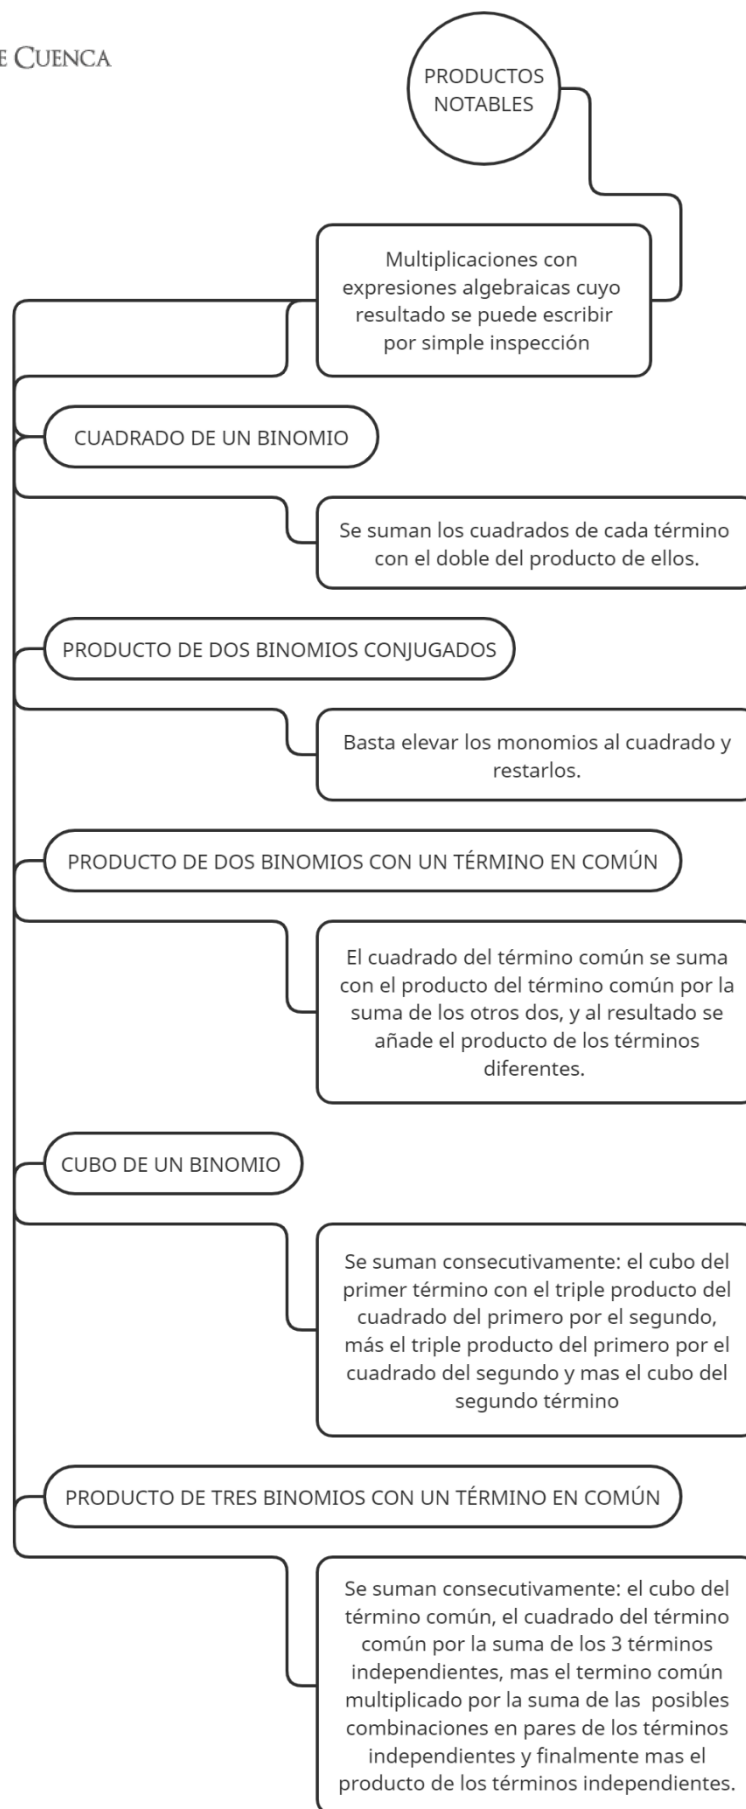 E CUENCA
PRODUCTOS
NOTABLES
Multiplicaciones con
expresiones algebraicas cuyo
resultado se puede escribir
por simple inspección
CUADRADO DE UN BINOMIO
Se suman los cuadrados de cada término
con el doble del producto de ellos.
PRODUCTO DE DOS BINOMIOS CONJUGADOS
Basta elevar los monomios al cuadrado y
restarlos.
PRODUCTO DE DOS BINOMIOS CON UN TÉRMINO EN COMÚN
El cuadrado del término común se suma
con el producto del término común por la
suma de los otros dos, y al resultado se
añade el producto de los términos
diferentes.
CUBO DE UN BINOMIO
Se suman consecutivamente: el cubo del
primer término con el triple producto del
cuadrado del primero por el segundo,
más el triple producto del primero por el
cuadrado del segundo y mas el cubo del
segundo término
PRODUCTO DE TRES BINOMIOS CON UN TÉRMINO EN COMÚN
Se suman consecutivamente: el cubo del
término común, el cuadrado del término
común por la suma de los 3 términos
independientes, mas el termino común
multiplicado por la suma de las posibles
combinaciones en pares de los términos
independientes y finalmente mas el
producto de los términos independientes.